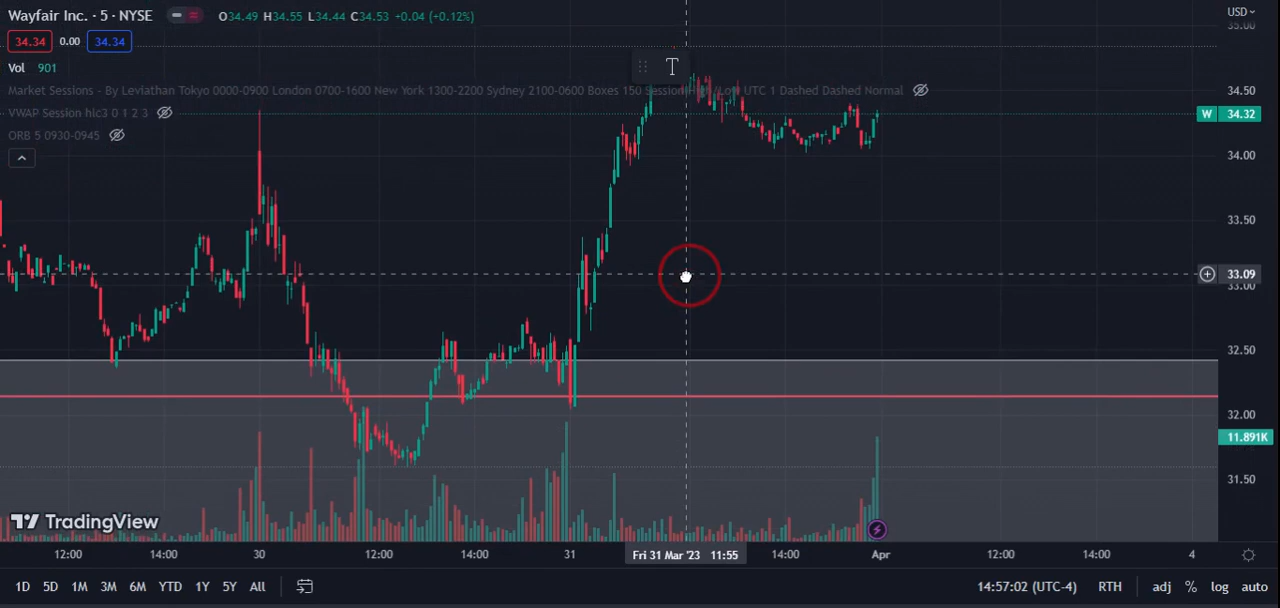 Wayfair Inc. · 5 · NYSE O34.49 H34.55 L34.44 C34.53 +0.04 (+0.12%)
USD
35.00
34.34 0.00 34.34
Vol 901
T
Market Sessions - By Leviathan Tokyo 0000-0900 London 0700-1600 New York 1300-2200 Sydney 2100-0600 Boxes 150 Session High/Low UTC 1 Dashed Dashed Normal
34.50
VWAP Session hlc3 0 1 2 3
W 34.32
ORB 5 0930-0945
34.00
33.50
33.09
33.00
32.50
32.00
11.891K
31.50
TradingView
12:00 14:00 30 12:00 14:00 31 Fri 31 Mar '23 11:55 14:00 Apr 12:00 14:00 4
1D 5D 1M 3M 6M YTD 1Y 5Y All 14:57:02 (UTC-4) RTH adj % log auto